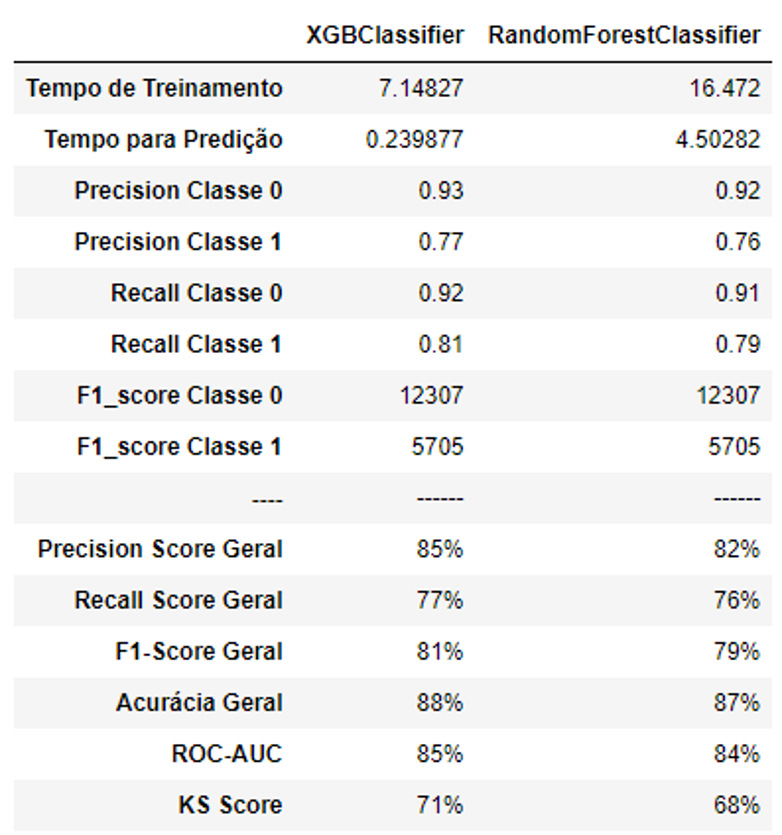 XGBClassifier RandomForestClassifier
Tempo de Treinamento 7.14827 16.472
Tempo para Predição 0.239877 4.50282
Precision Classe 0 0.93 0.92
Precision Classe 1 0.77 0.76
Recall Classe 0 0.92 0.91
Recall Classe 1 0.81 0.79
F1_score Classe 0 12307 12307
F1_score Classe 1 5705 5705
---- ------ ------
Precision Score Geral 85% 82%
Recall Score Geral 77% 76%
F1-Score Geral 81% 79%
Acurácia Geral 88% 87%
ROC-AUC 85% 84%
KS Score 71% 68%